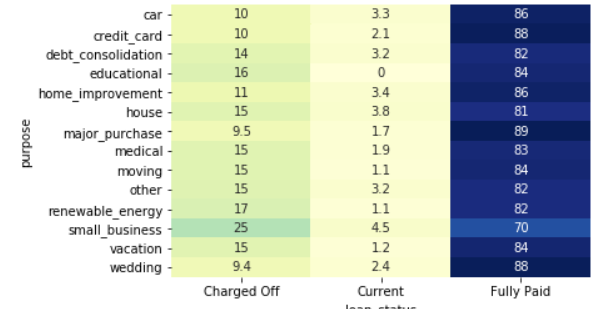 car 10 3.3 86
credit_card 10 2.1 88
debt_consolidation 14 3.2 82
educational 16 0 84
home_improvement 11 3.4 86
house 15 3.8 81
major_purchase 9.5 1.7 89
medical 15 1.9 83
moving 15 1.1 84
other 15 3.2 82
renewable_energy 17 1.1 82
small_business 25 4.5 70
vacation 15 1.2 84
wedding 9.4 2.4 88
purpose
Charged Off Current Fully Paid
loan_status